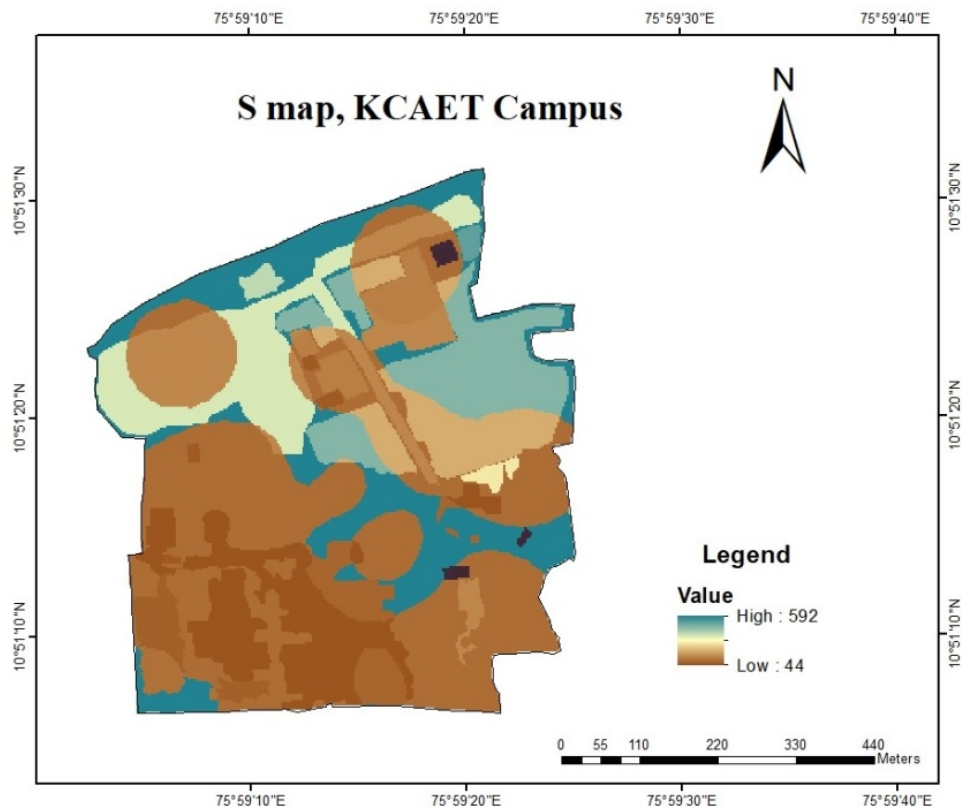 75°59'10"E 75°59'20"E 75°59'30"E 75°59'40"E
N
S map, KCAET Campus
10°51'30"N 10°51'30"N
10°51'20"N 10°51'20"N
Legend
Value
High : 592
Low : 44
10°51'10"N 10°51'10"N
0 55 110 220 330 440
Meters
75°59'10"E 75°59'20"E 75°59'30"E 75°59'40"E